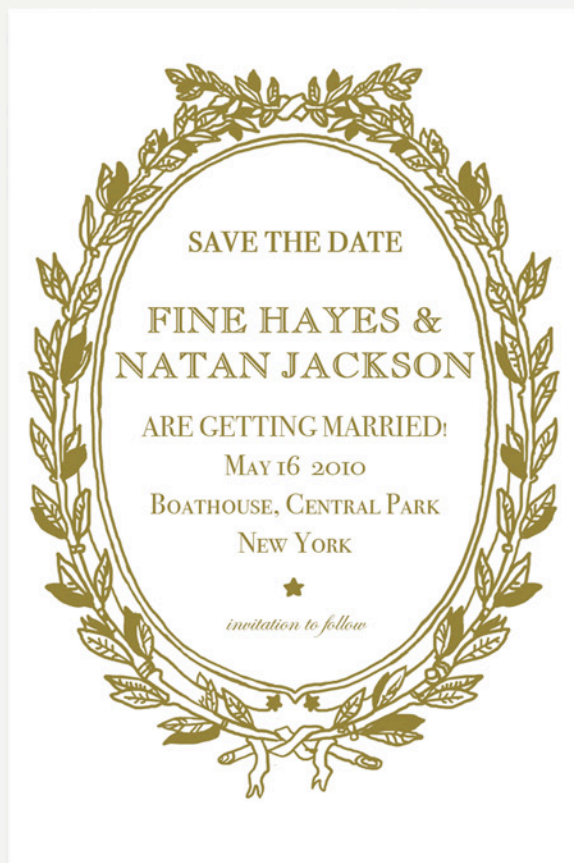 SAVE THE DATE
FINE HAYES &
NATAN JACKSON
ARE GETTING MARRIED!
MAY 16 2010
BOATHOUSE, CENTRAL PARK
NEW YORK
invitation to follow